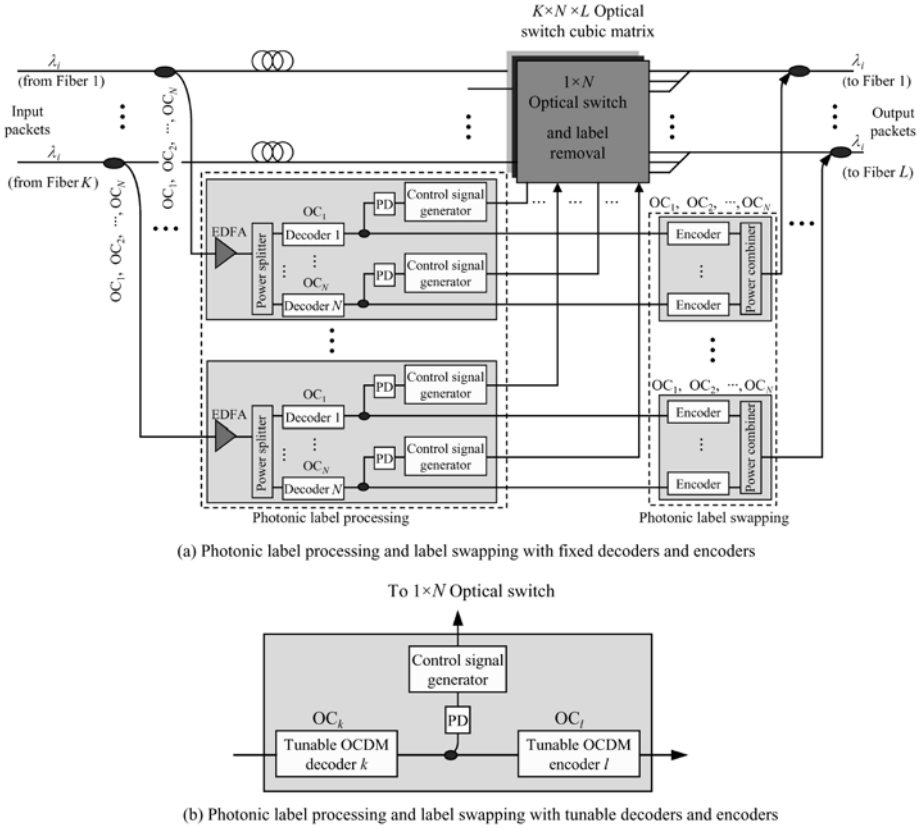 K×N×L Optical
switch cubic matrix
λi
(from Fiber 1)
OC1, OC2, ···, OCN
Input
packets
λi
(from Fiber K)
OC1, OC2, ···, OCN
1×N
Optical switch
and label
removal
λi
(to Fiber 1)
Output
packets
λi
(to Fiber L)
EDFA
Power splitter
OC1
Decoder 1
OCN
Decoder N
PD
Control signal
generator
PD
Control signal
generator
OC1, OC2, ···, OCN
Encoder
Encoder
Power combiner
EDFA
Power splitter
OC1
Decoder 1
OCN
Decoder N
PD
Control signal
generator
PD
Control signal
generator
OC1, OC2, ···, OCN
Encoder
Encoder
Power combiner
Photonic label processing
Photonic label swapping
(a) Photonic label processing and label swapping with fixed decoders and encoders
To 1×N Optical switch
Control signal
generator
PD
OCk
Tunable OCDM
decoder k
OCl
Tunable OCDM
encoder l
(b) Photonic label processing and label swapping with tunable decoders and encoders